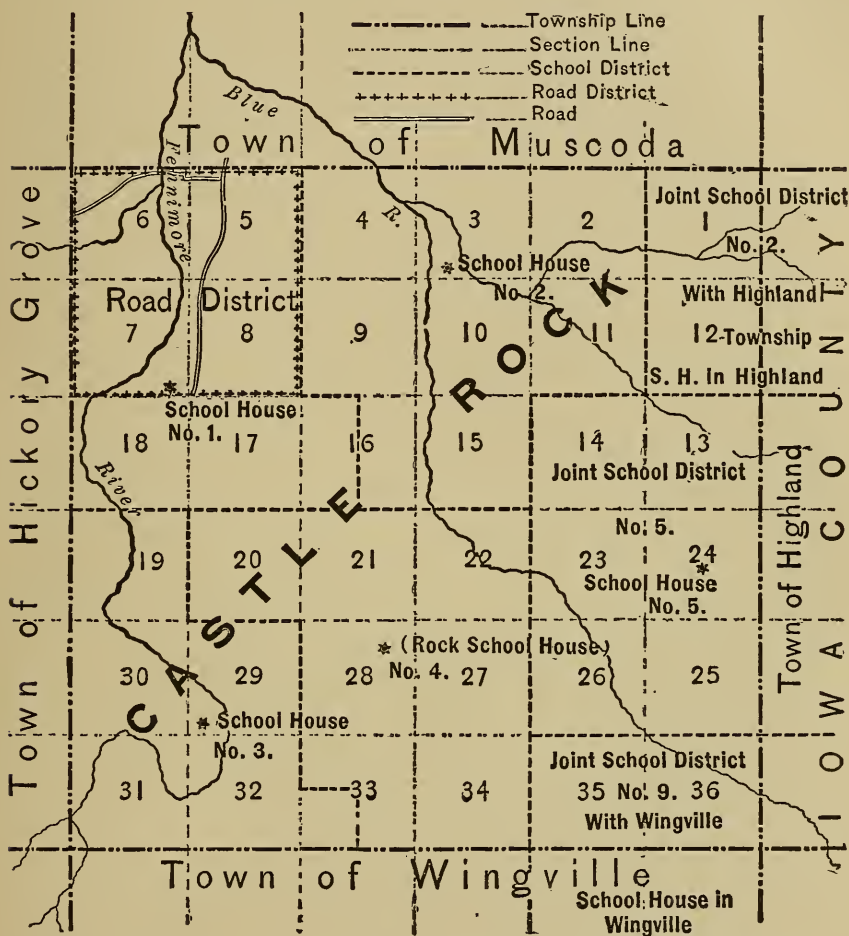 Township Line
Section Line
School District
Road District
Road
Blue
Town of Muscoda
Fennimore
Joint School District
6 5 4 R. 3 2 1
No. 2.
School House
No. 2.
With Highland
Road District
7 8 9 10 11 12-Township
S. H. in Highland
School House
No. 1.
18 17 16 15 14 13
Joint School District
River
No. 5.
19 20 21 22 23 24
School House
No. 5.
(Rock School House)
No. 4.
30 29 28 27 26 25
School House
No. 3.
Joint School District
31 32 33 34 35 No. 9. 36
With Wingville
Town of Wingville
School House in
Wingville
CASTLE ROCK
Town of Hickory Grove
Town of Highland
IOWA COUNTY